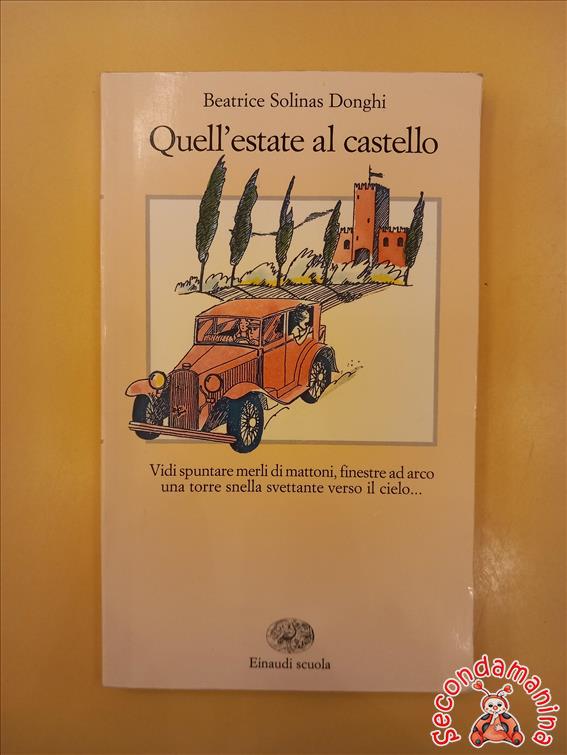 Beatrice Solinas Donghi
Quell'estate al castello
Vidi spuntare merli di mattoni, finestre ad arco
una torre snella svettante verso il cielo...
Einaudi scuola
Secondamanina